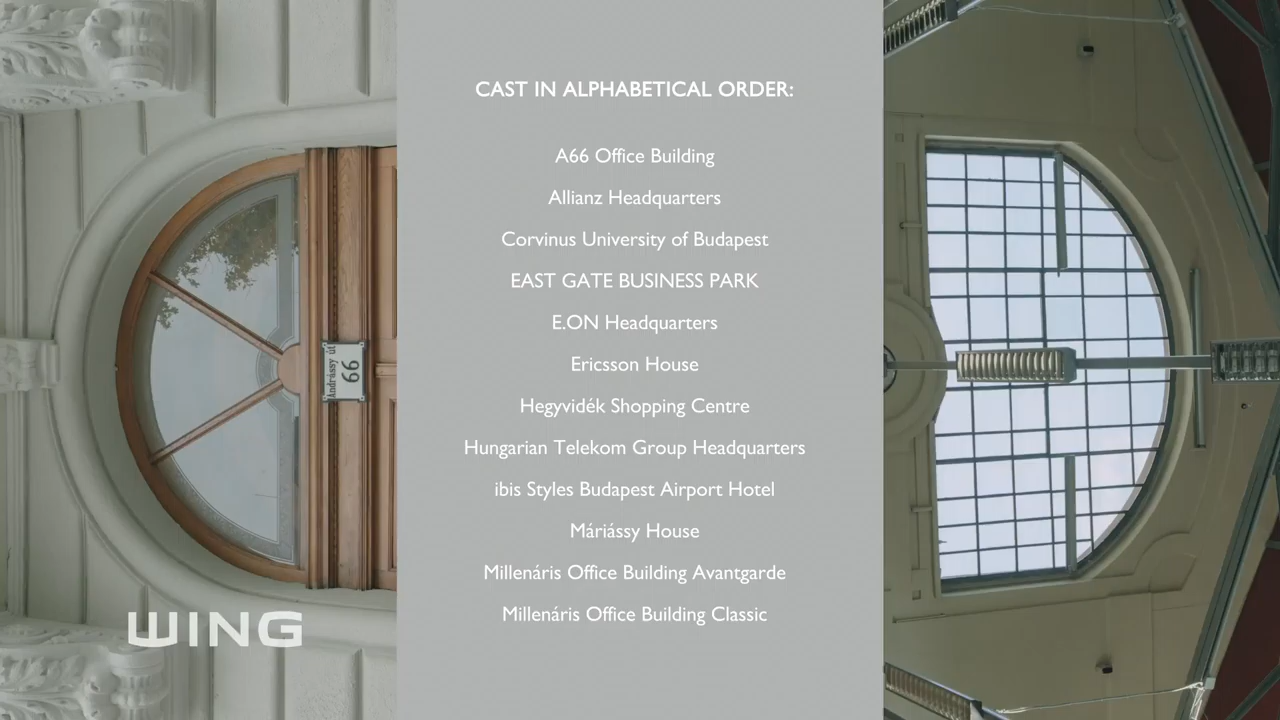 CAST IN ALPHABETICAL ORDER:
A66 Office Building
Allianz Headquarters
Corvinus University of Budapest
EAST GATE BUSINESS PARK
E.ON Headquarters
Ericsson House
Hegyvidék Shopping Centre
Hungarian Telekom Group Headquarters
ibis Styles Budapest Airport Hotel
Máriássy House
Millenáris Office Building Avantgarde
Millenáris Office Building Classic
Andrássy út
66
WING